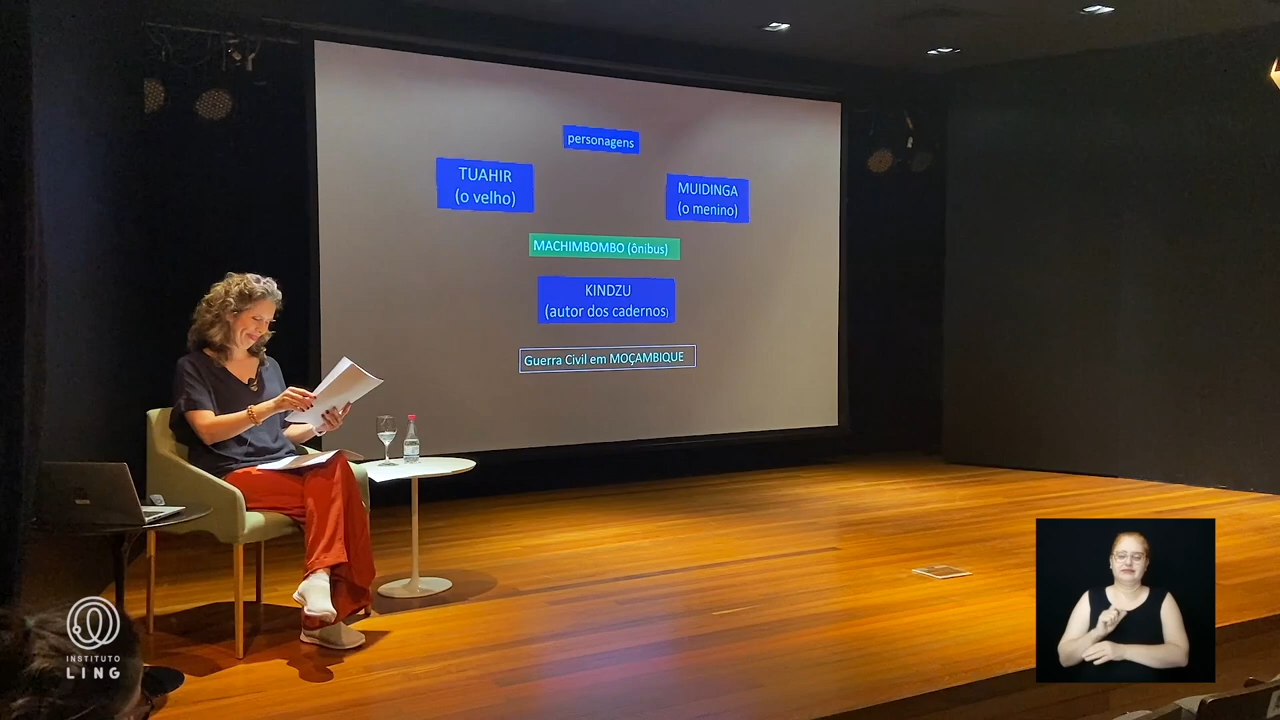 personagens
TUAHIR
(o velho)
MUIDINGA
(o menino)
MACHIMBOMBO (ônibus)
KINDZU
(autor dos cadernos)
Guerra Civil em MOÇAMBIQUE
INSTITUTO
LING